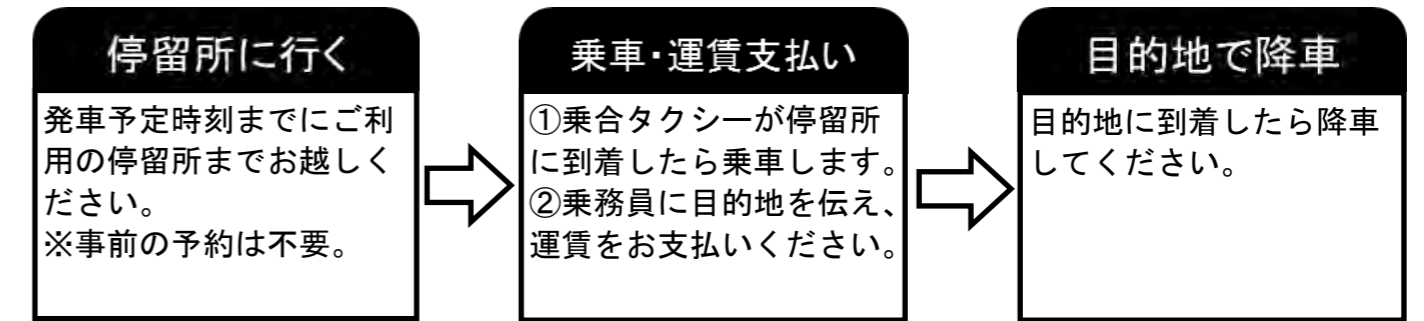 停留所に行く
発車予定時刻までにご利
用の停留所までお越しく
ださい。
※事前の予約は不要。
乗車・運賃支払い
①乗合タクシーが停留所
に到着したら乗車します。
②乗務員に目的地を伝え、
運賃をお支払いください。
目的地で降車
目的地に到着したら降車
してください。